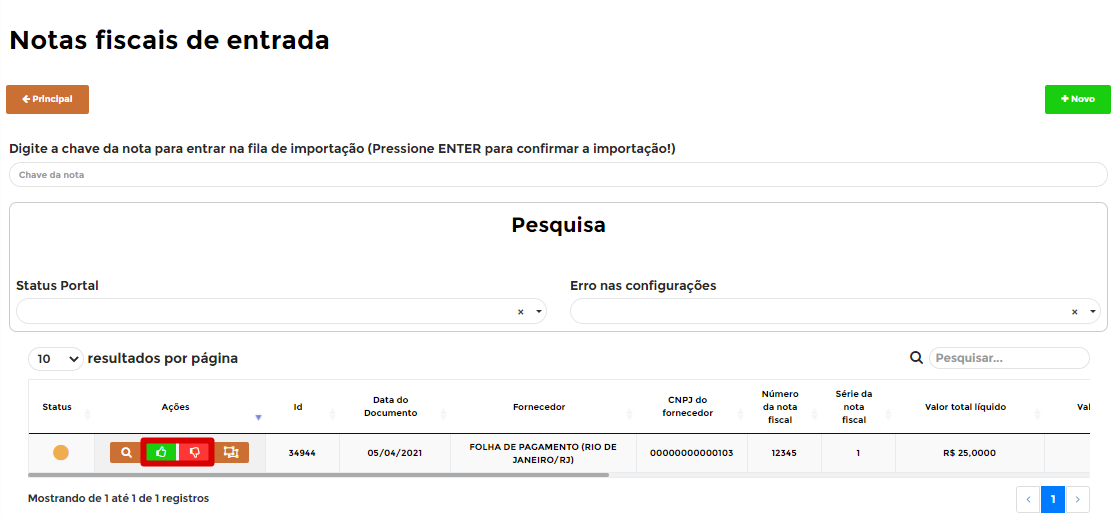 Notas fiscais de entrada
Principal
Novo
Digite a chave da nota para entrar na fila de importação (Pressione ENTER para confirmar a importação!)
Chave da nota
Pesquisa
Status Portal
Erro nas configurações
× ×
10 resultados por página
Pesquisar...
Status Ações Id Data do Documento Fornecedor CNPJ do fornecedor Número da nota fiscal Série da nota fiscal Valor total líquido Val
34944 05/04/2021 FOLHA DE PAGAMENTO (RIO DE JANEIRO/RJ) 00000000000103 12345 1 R$ 25,0000
Mostrando de 1 até 1 de 1 registros
‹ 1 ›